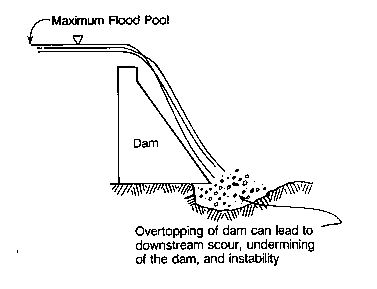 Maximum Flood Pool
Dam
Overtopping of dam can lead to
downstream scour, undermining
of the dam, and instability